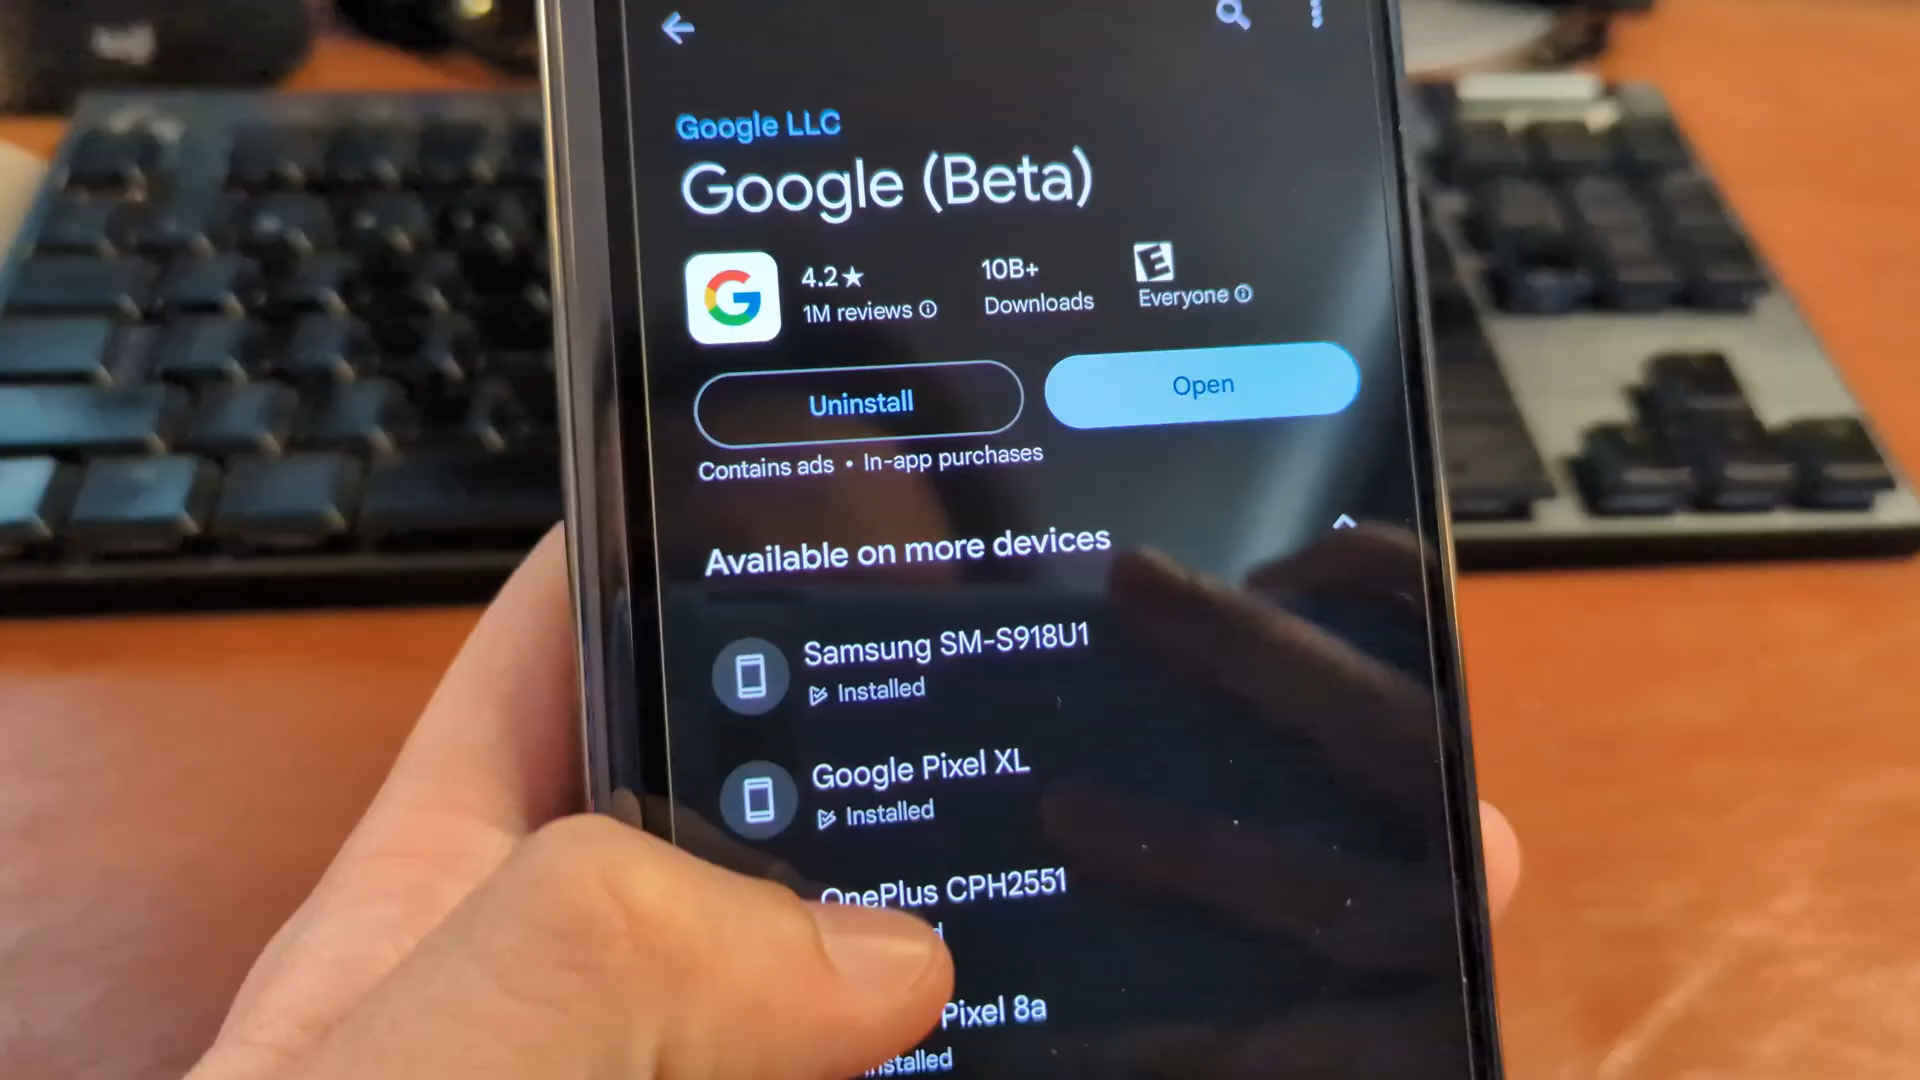 Google LLC
Google (Beta)
4.2★
1M reviews
10B+
Downloads
E
Everyone
Uninstall
Open
Contains ads • In-app purchases
Available on more devices
Samsung SM-S918U1
Installed
Google Pixel XL
Installed
OnePlus CPH2551
Pixel 8a